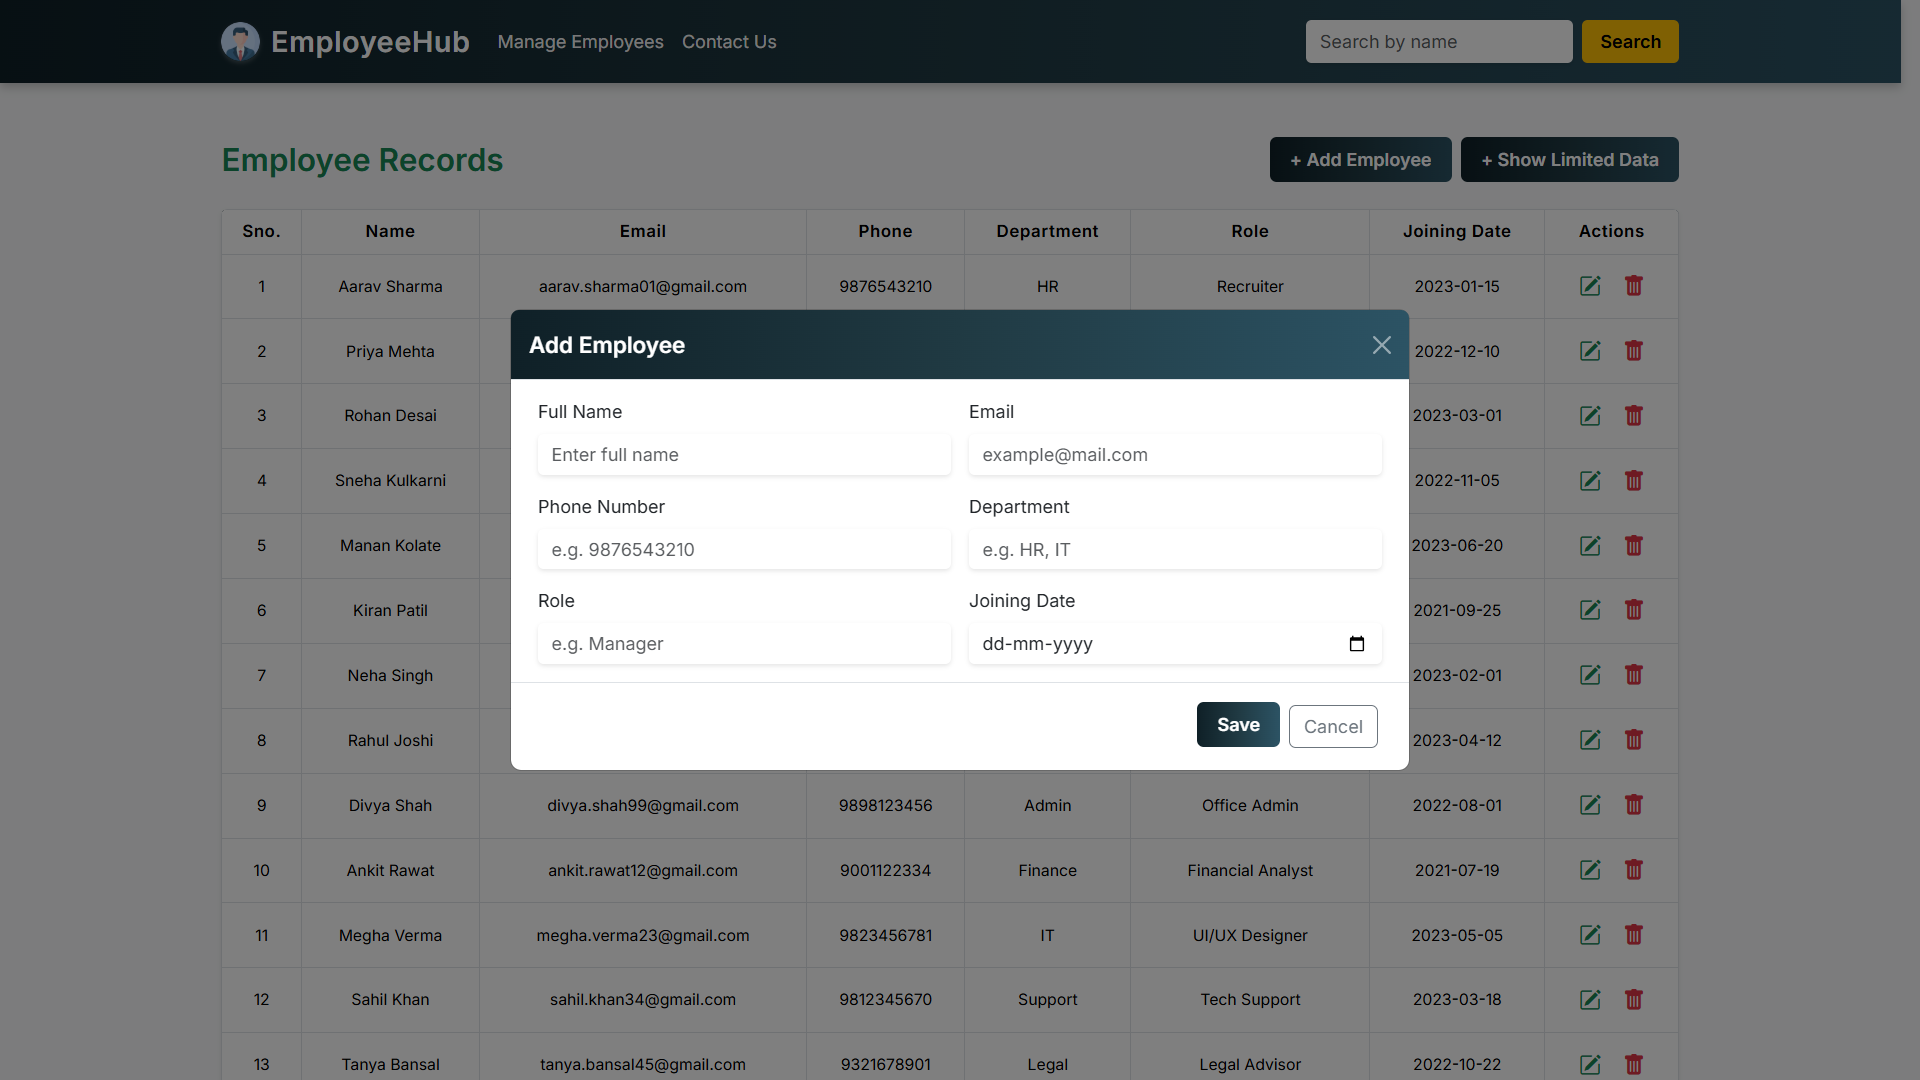 EmployeeHub Manage Employees Contact Us Search by name Search
Employee Records + Add Employee + Show Limited Data
Sno. Name Email Phone Department Role Joining Date Actions
1 Aarav Sharma aarav.sharma01@gmail.com 9876543210 HR Recruiter 2023-01-15
2 Priya Mehta 2022-12-10
3 Rohan Desai 2023-03-01
4 Sneha Kulkarni 2022-11-05
5 Manan Kolate 2023-06-20
6 Kiran Patil 2021-09-25
7 Neha Singh 2023-02-01
8 Rahul Joshi 2023-04-12
Add Employee
Full Name Email
Enter full name example@mail.com
Phone Number Department
e.g. 9876543210 e.g. HR, IT
Role Joining Date
e.g. Manager dd-mm-yyyy
Save Cancel
9 Divya Shah divya.shah99@gmail.com 9898123456 Admin Office Admin 2022-08-01
10 Ankit Rawat ankit.rawat12@gmail.com 9001122334 Finance Financial Analyst 2021-07-19
11 Megha Verma megha.verma23@gmail.com 9823456781 IT UI/UX Designer 2023-05-05
12 Sahil Khan sahil.khan34@gmail.com 9812345670 Support Tech Support 2023-03-18
13 Tanya Bansal tanya.bansal45@gmail.com 9321678901 Legal Legal Advisor 2022-10-22